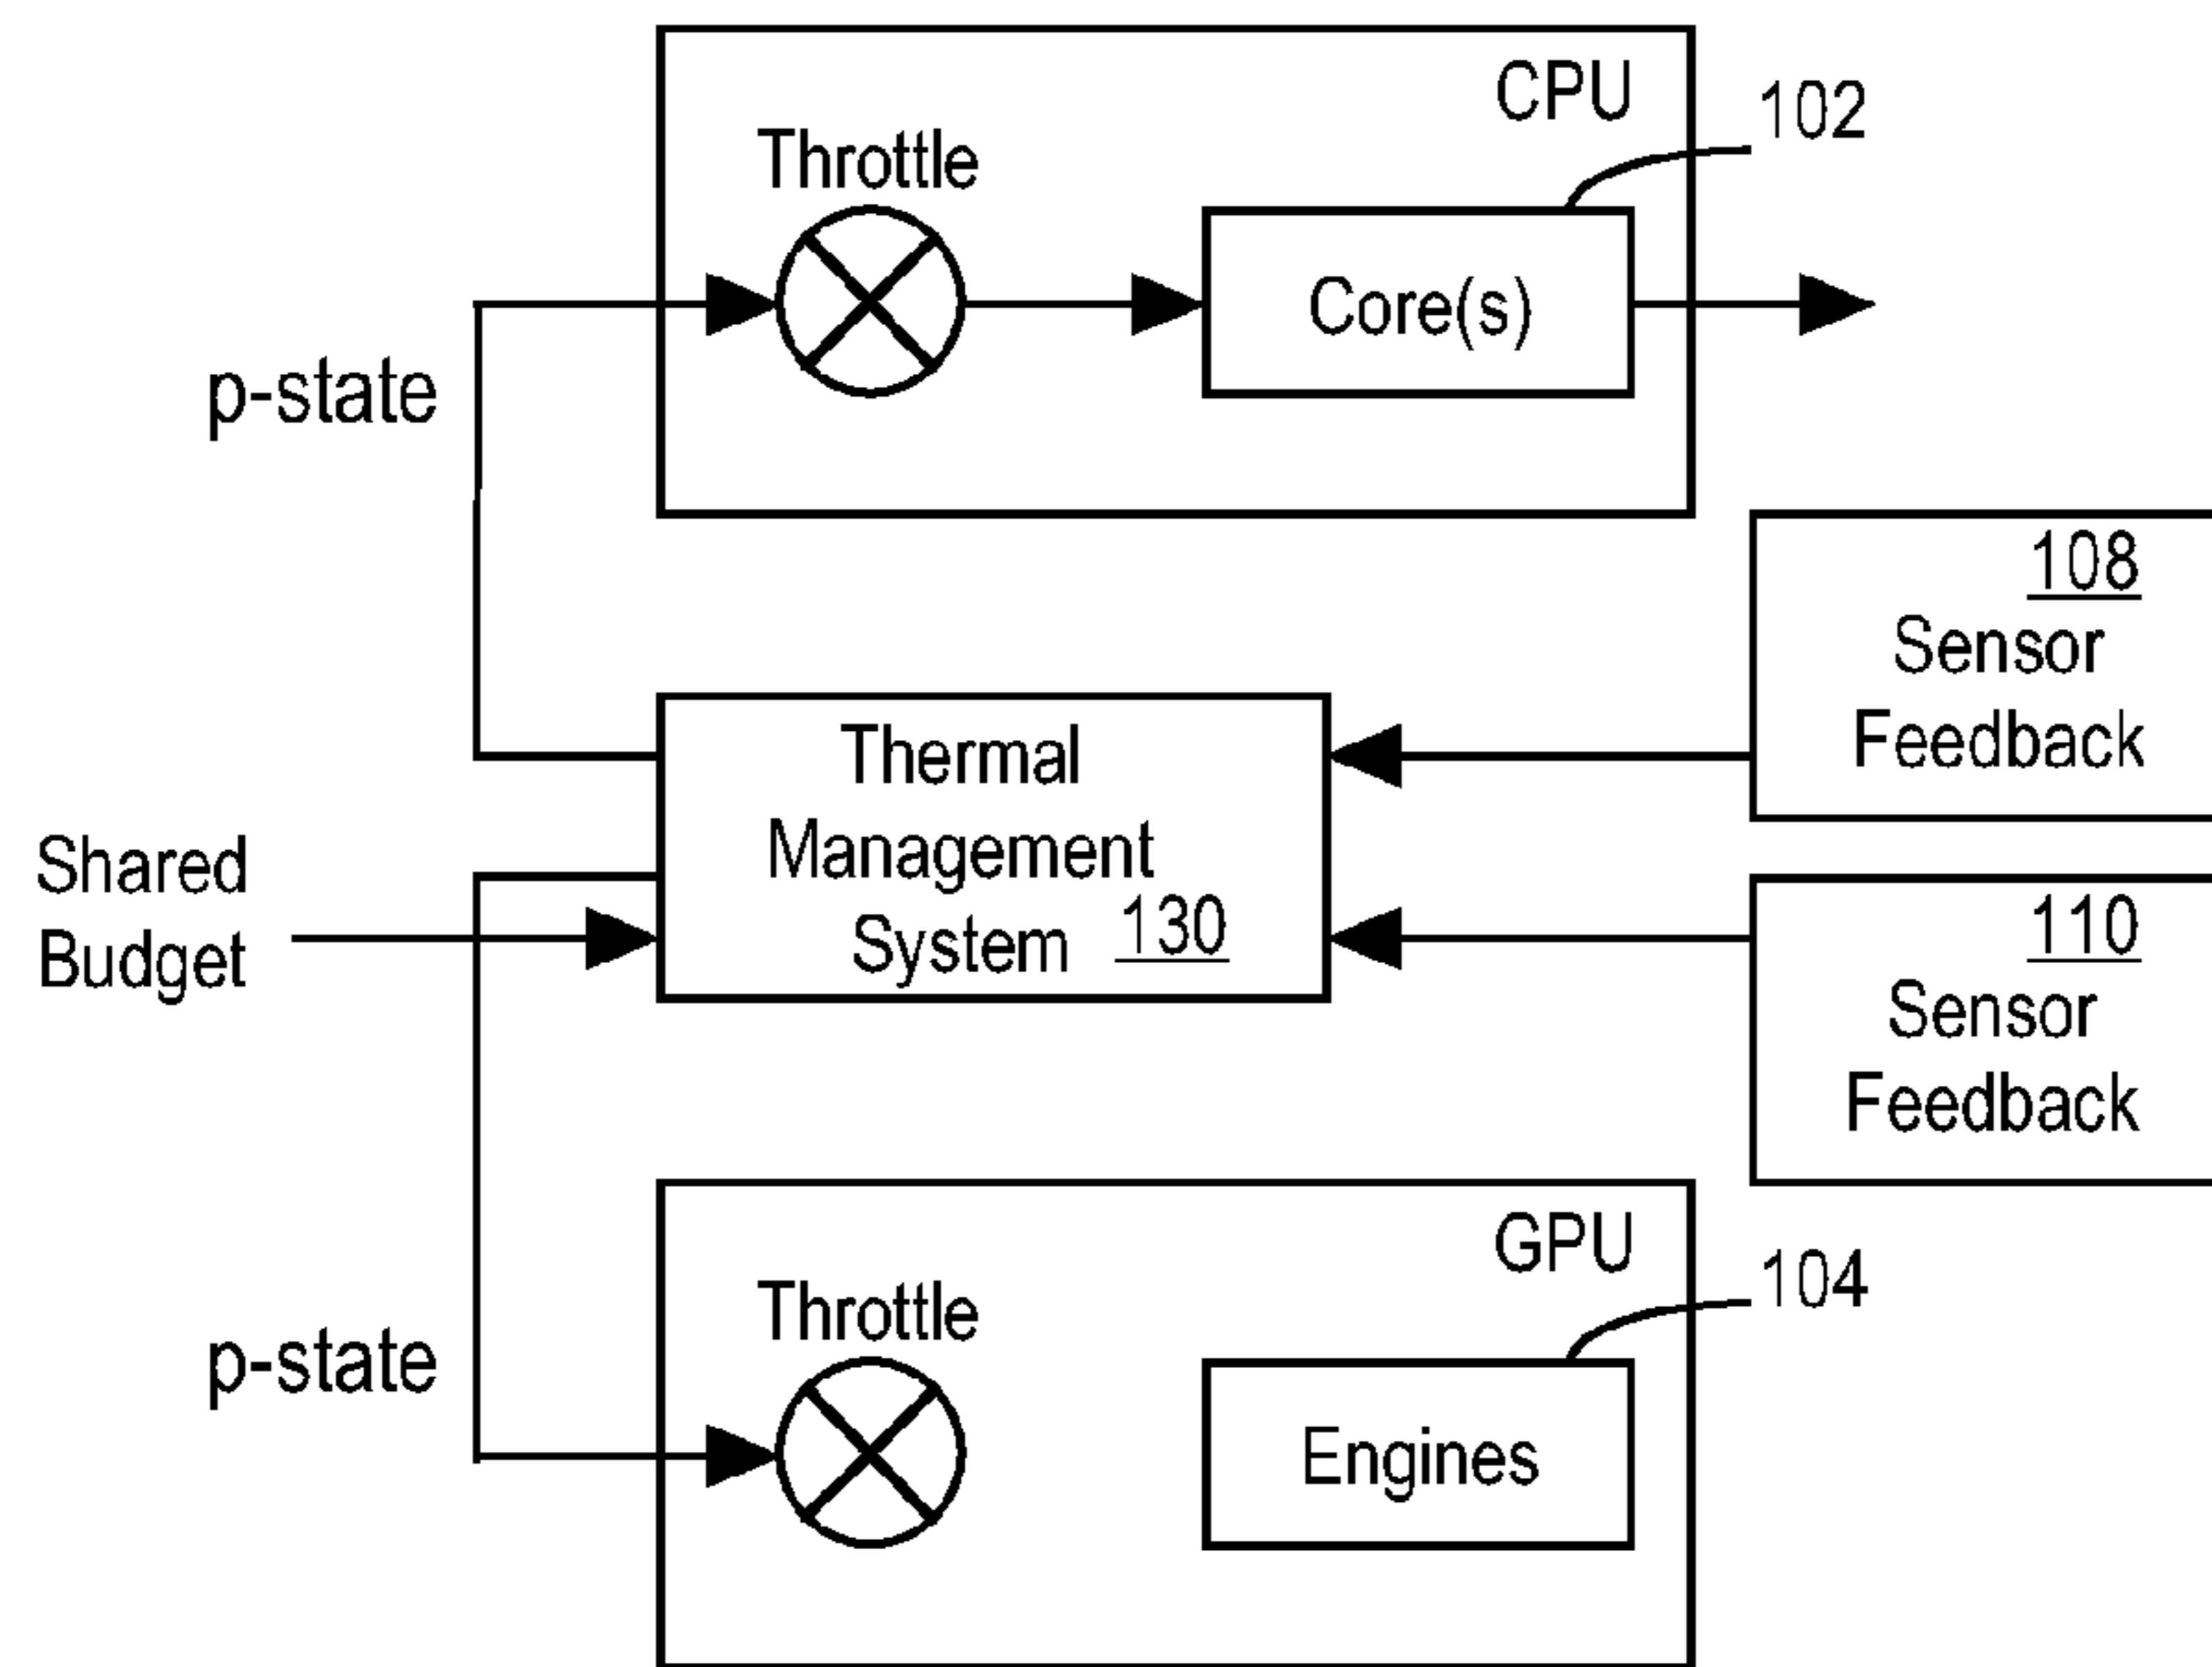 CPU
102
Throttle
Core(s)
p-state
108
Sensor
Feedback
Thermal
Management
System 130
Shared
Budget
110
Sensor
Feedback
GPU
104
Throttle
p-state
Engines